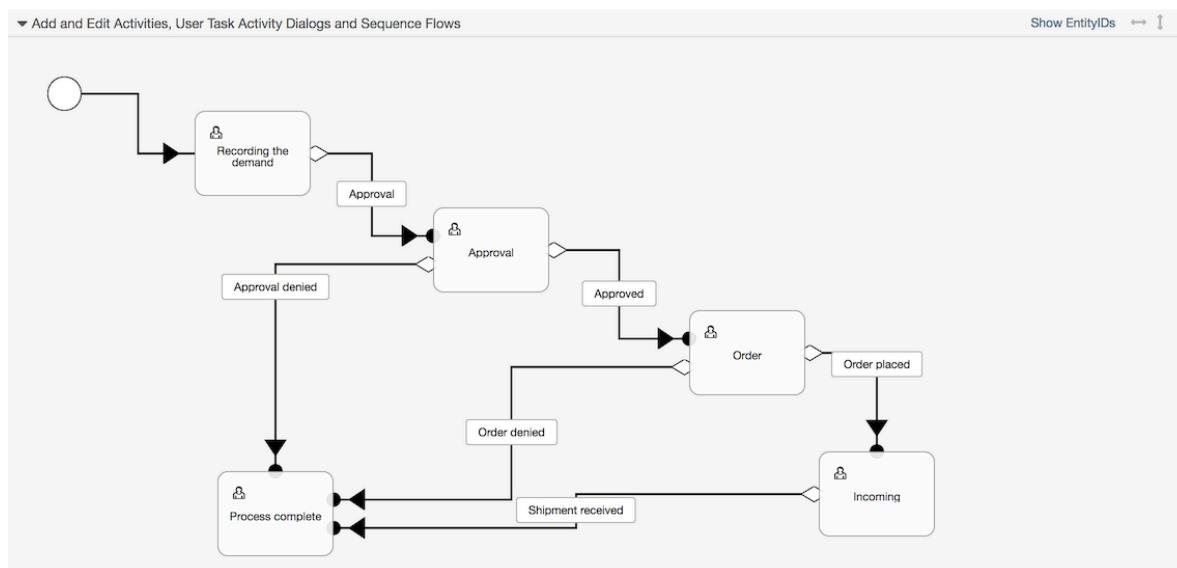 Add and Edit Activities, User Task Activity Dialogs and Sequence Flows
Show EntityIDs
Recording the
demand
Approval
Approval
Approval denied
Approved
Order
Order placed
Order denied
Process complete
Shipment received
Incoming